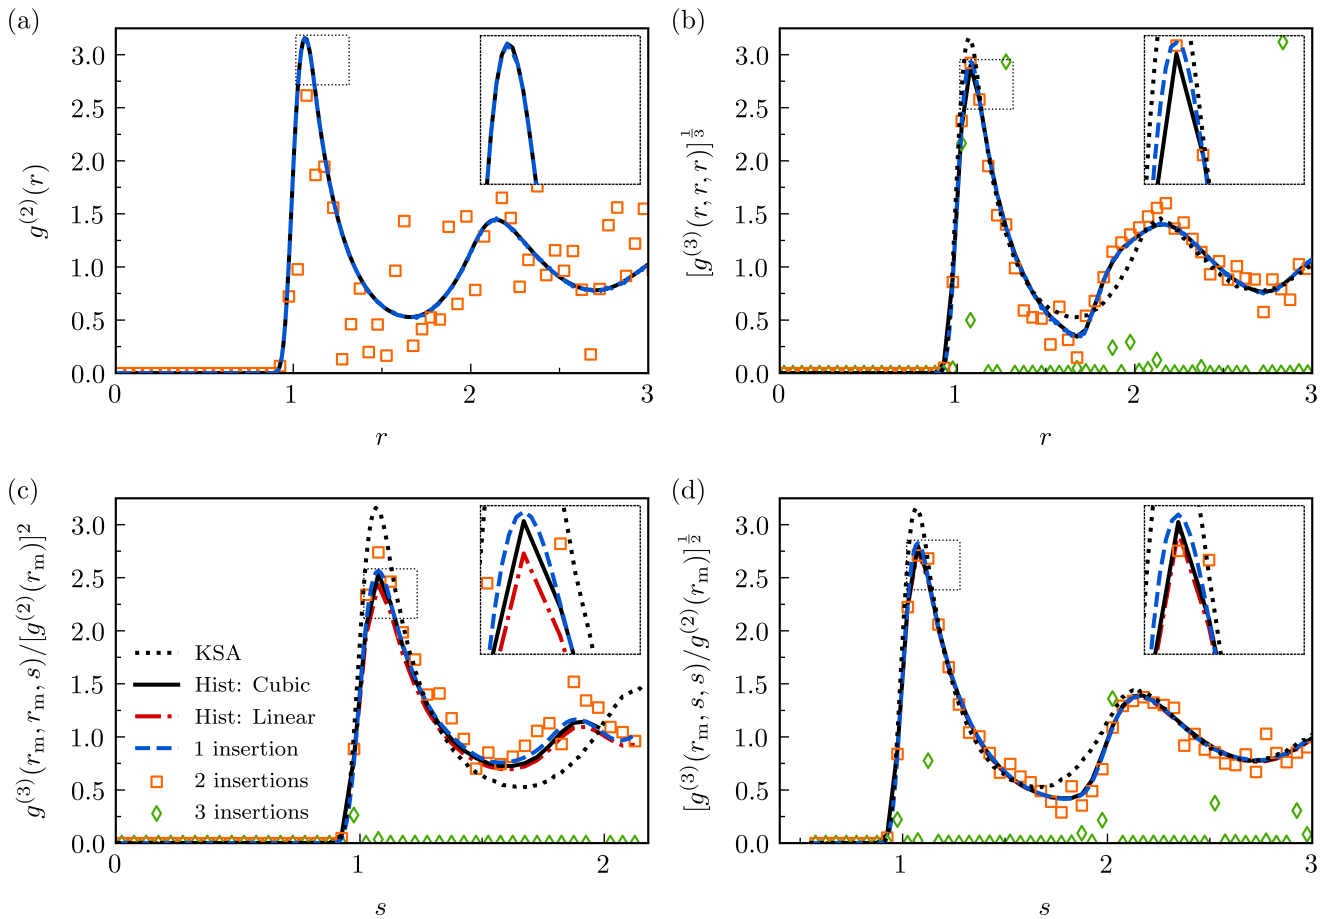 (a)
3.0
2.5
2.0
1.5
1.0
0.5
0.0
g^{(2)}(r)
0 1 2 3
r
(b)
3.0
2.5
2.0
1.5
1.0
0.5
0.0
[g^{(3)}(r, r, r)]^{\frac{1}{3}}
0 1 2 3
r
(c)
3.0
2.5
2.0
1.5
1.0
0.5
0.0
g^{(3)}(r_m, r_m, s)/[g^{(2)}(r_m)]^2
KSA
Hist: Cubic
Hist: Linear
1 insertion
2 insertions
3 insertions
0 1 2
s
(d)
3.0
2.5
2.0
1.5
1.0
0.5
0.0
[g^{(3)}(r_m, s, s)/g^{(2)}(r_m)]^{\frac{1}{2}}
1 2 3
s